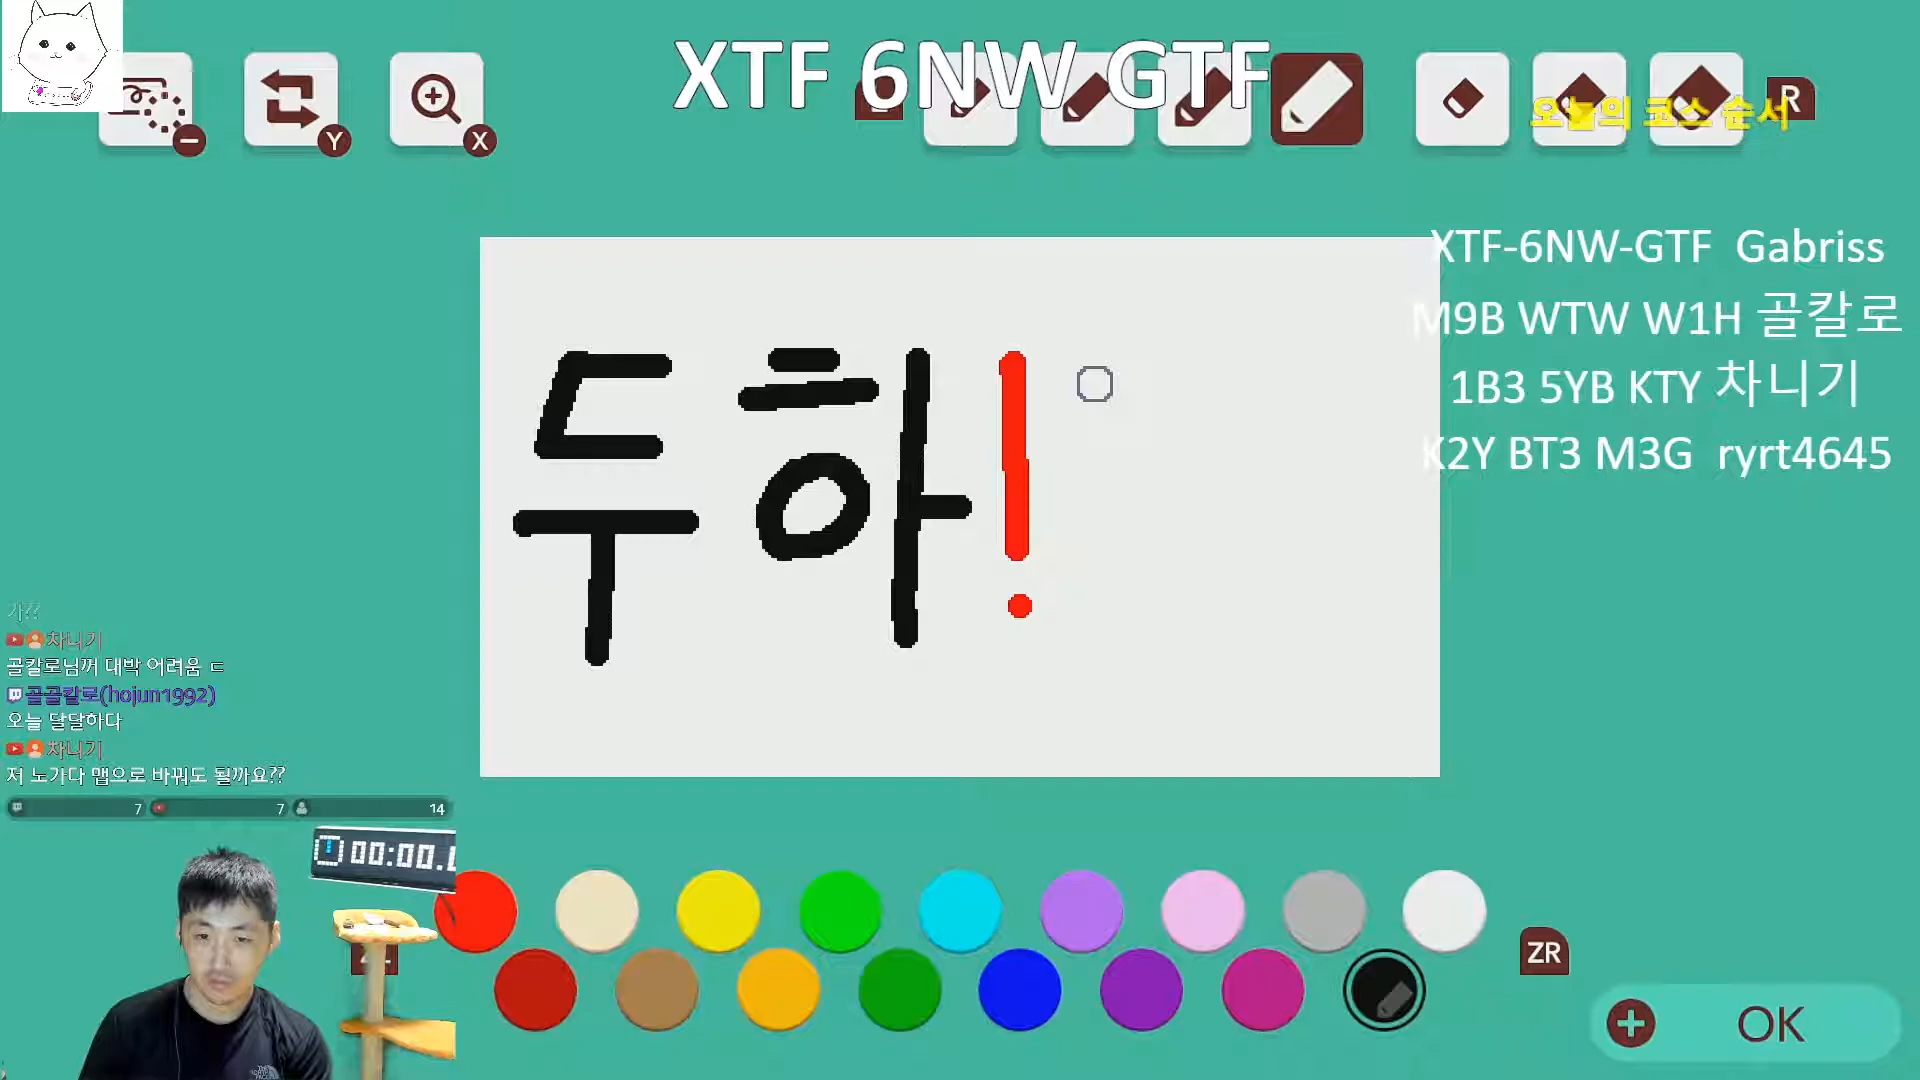 XTF 6NW GTF
Y
X
R
오늘의 코스 순서
XTF-6NW-GTF Gabriss
M9B WTW W1H 골칼로
1B3 5YB KTY 차니기
K2Y BT3 M3G ryrt4645
두하!
가??
차니기
골칼로님꺼 대박 어려움 ㄷ
골골칼로(hojun1992)
오늘 달달하다
차니기
저 노가다 맵으로 바꿔도 될까요??
7
7
14
00:00.
ZR
OK